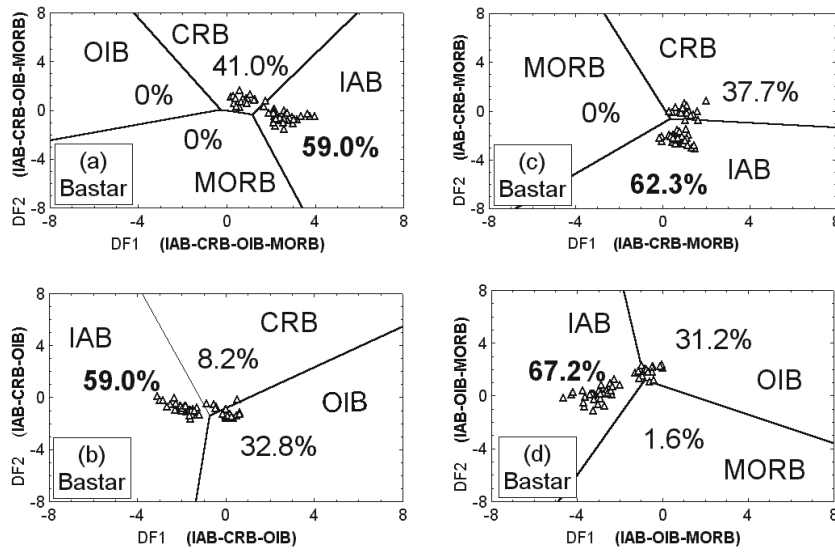 8
4
0
-4
-8
DF2 (IAB-CRB-OIB-MORB)
OIB
CRB
IAB
MORB
41.0%
0%
0%
59.0%
(a)
Bastar
-8 -4 0 4 8
DF1 (IAB-CRB-OIB-MORB)
8
4
0
-4
-8
DF2 (IAB-CRB-MORB)
CRB
MORB
37.7%
0%
IAB
62.3%
(c)
Bastar
-8 -4 0 4 8
DF1 (IAB-CRB-MORB)
8
4
0
-4
-8
DF2 (IAB-CRB-OIB)
IAB
CRB
8.2%
59.0%
OIB
32.8%
(b)
Bastar
-8 -4 0 4 8
DF1 (IAB-CRB-OIB)
8
4
0
-4
-8
DF2 (IAB-OIB-MORB)
IAB
31.2%
67.2%
OIB
1.6%
MORB
(d)
Bastar
-8 -4 0 4 8
DF1 (IAB-OIB-MORB)